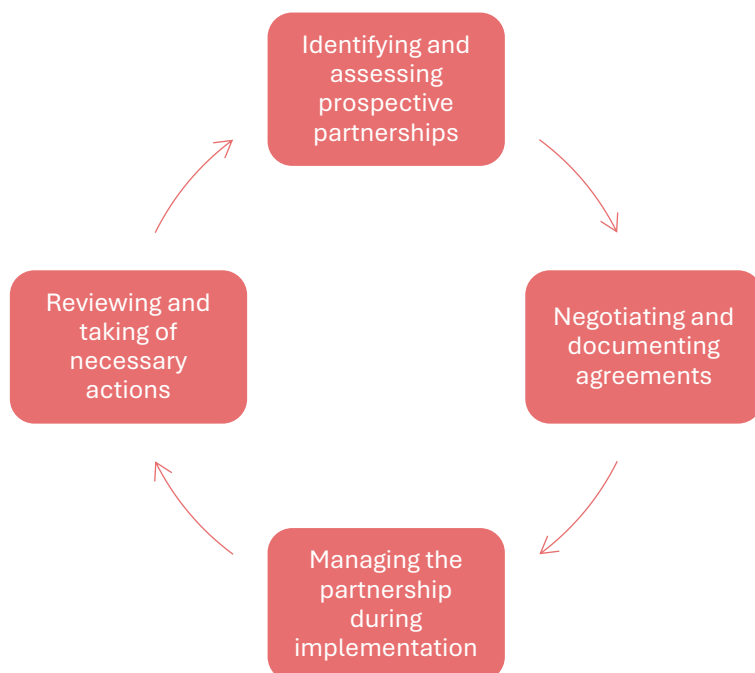 Identifying and
assessing
prospective
partnerships
Negotiating and
documenting
agreements
Managing the
partnership
during
implementation
Reviewing and
taking of
necessary
actions